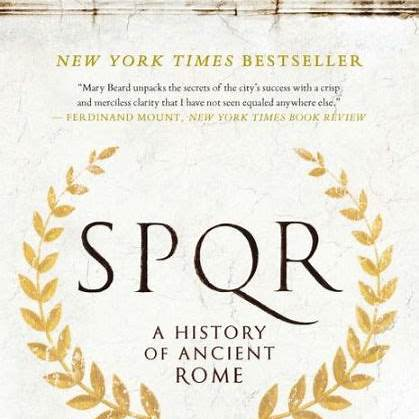 NEW YORK TIMES BESTSELLER
“Mary Beard unpacks the secrets of the city’s success with a crisp
and merciless clarity that I have not seen equaled anywhere else.”
— FERDINAND MOUNT, NEW YORK TIMES BOOK REVIEW
SPQR
A HISTORY
OF ANCIENT
ROME